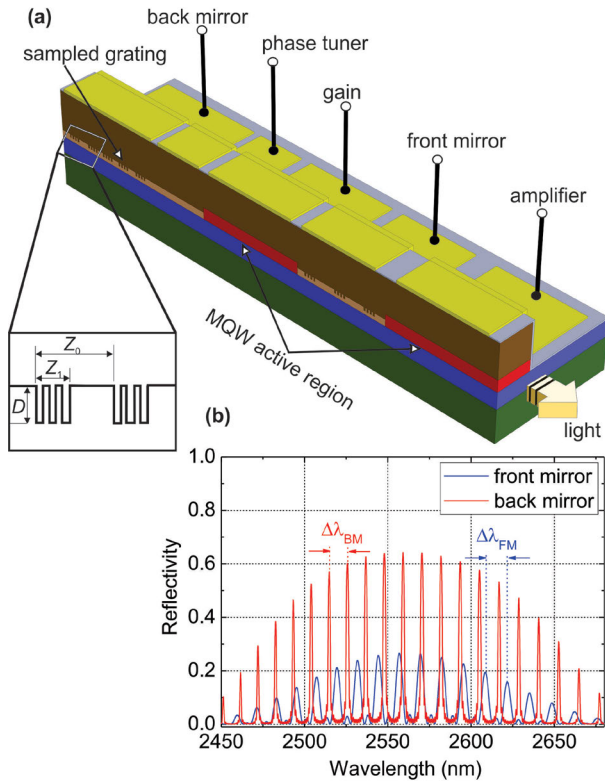 (a)
back mirror
sampled grating
phase tuner
gain
front mirror
amplifier
MQW active region
Z₀
Z₁
D
light
(b)
front mirror
back mirror
Δλ_BM
Δλ_FM
Reflectivity
1.0
0.8
0.6
0.4
0.2
0.0
2450 2500 2550 2600 2650
Wavelength (nm)